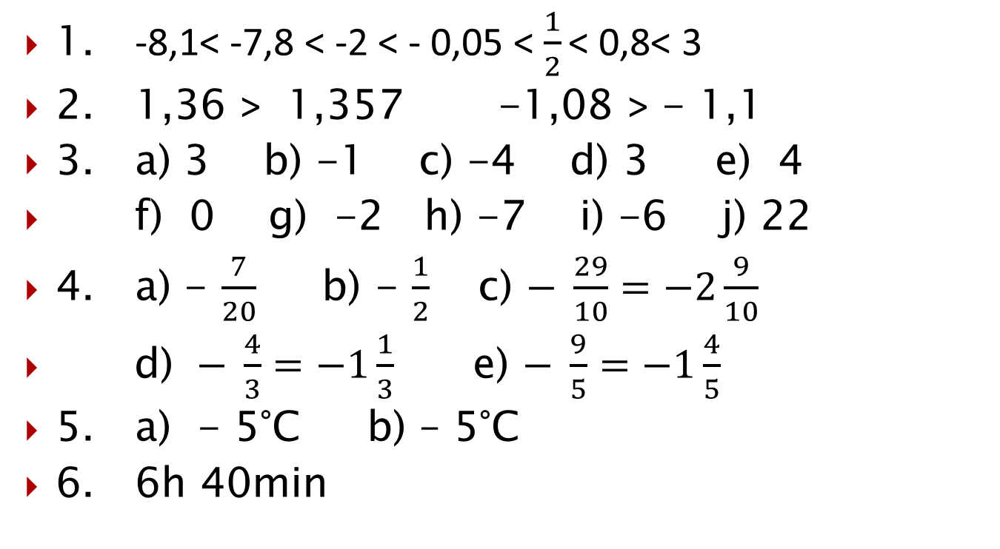 1. -8,1< -7,8 < -2 < - 0,05 < 1/2 < 0,8< 3
2. 1,36 > 1,357 –1,08 > – 1,1
3. a) 3 b) –1 c) –4 d) 3 e) 4
f) 0 g) –2 h) –7 i) –6 j) 22
4. a) – 7/20 b) – 1/2 c) − 29/10 = −2 9/10
d) − 4/3 = −1 1/3 e) − 9/5 = −1 4/5
5. a) – 5°C b) – 5°C
6. 6h 40min